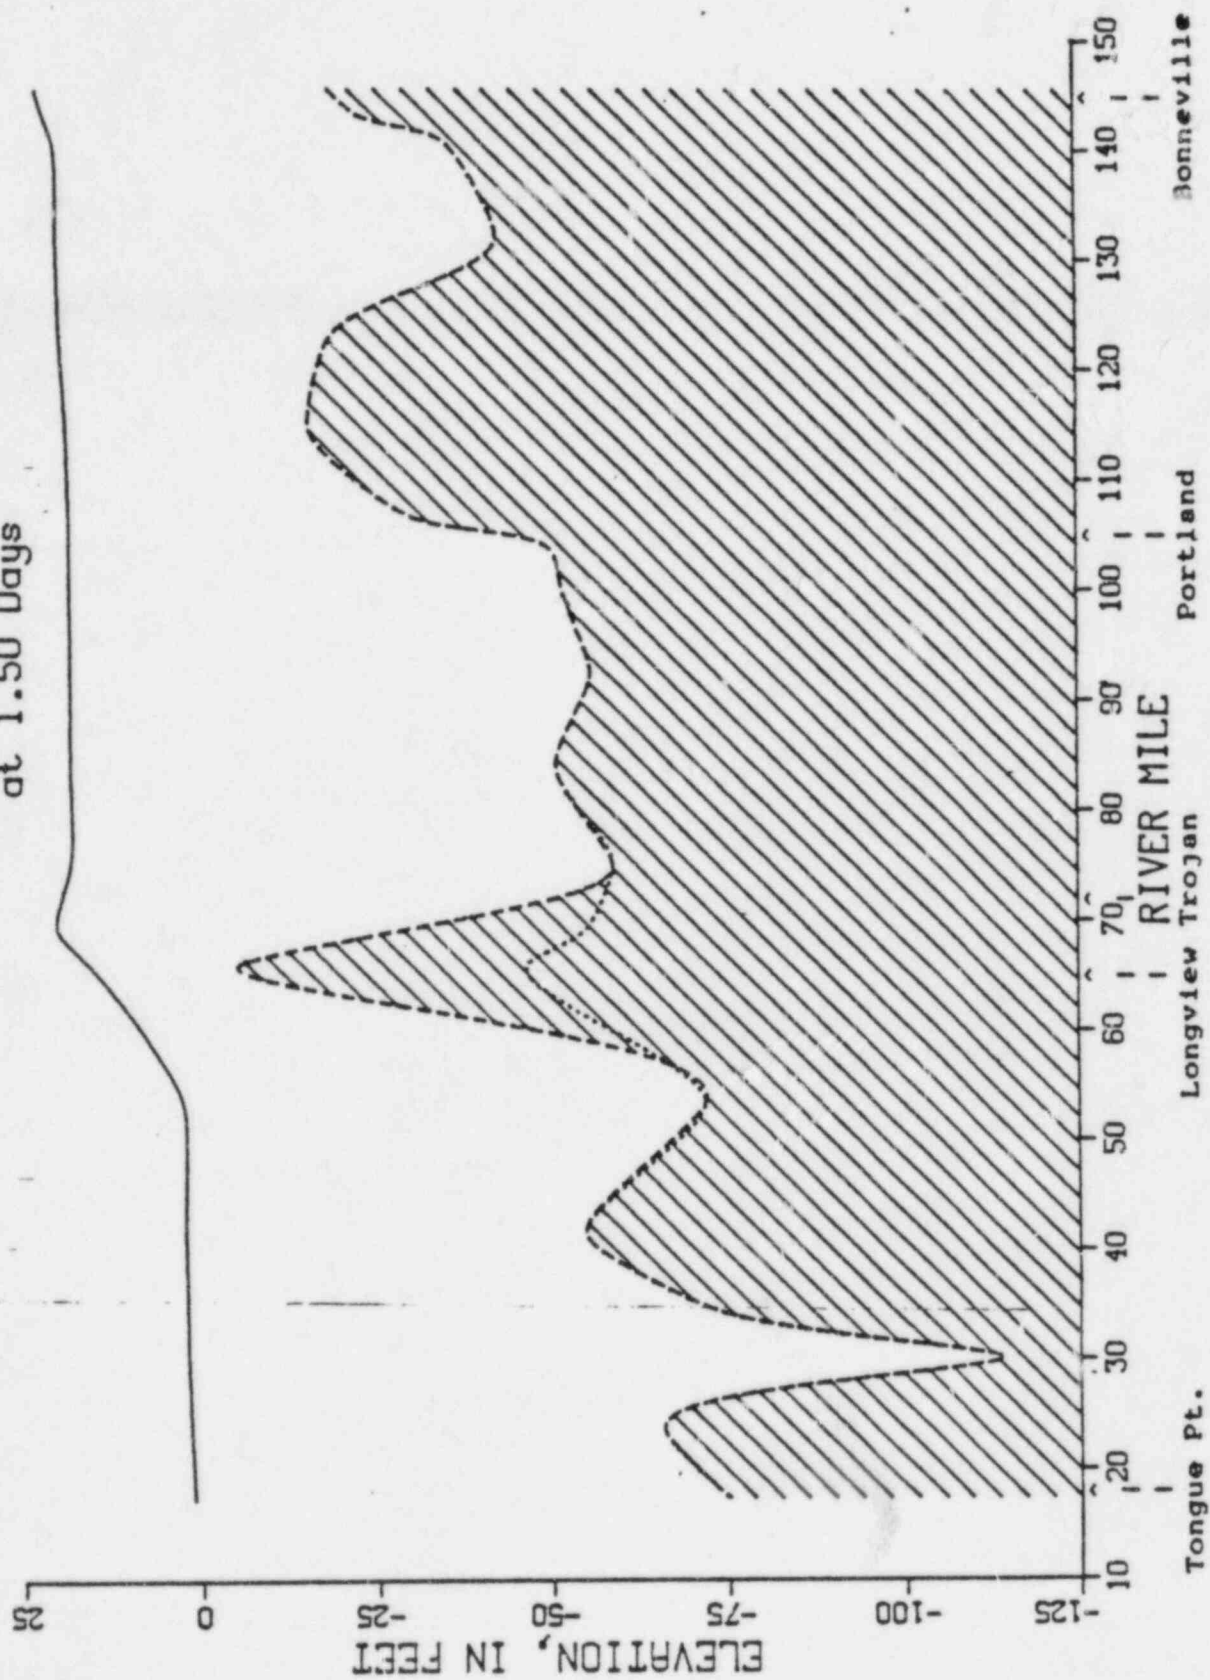 at 1.50 Days
25
0
-25
-50
-75
-100
-125
ELEVATION, IN FEET
10 20 30 40 50 60 70 80 90 100 110 120 130 140 150
RIVER MILE
Tongue Pt. Longview Trojan Portland Bonneville